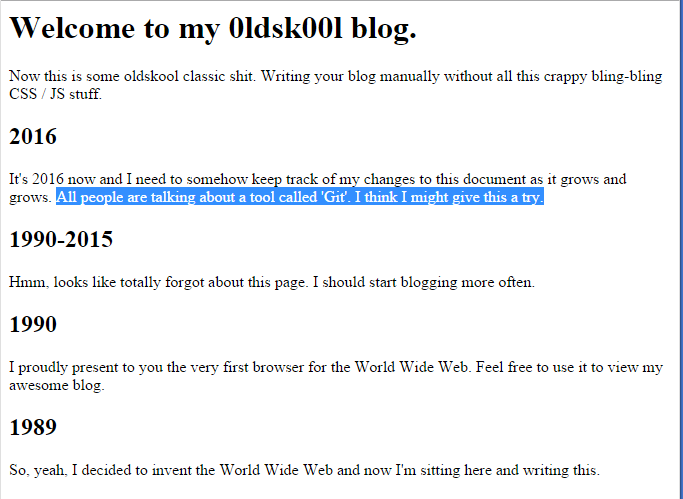 Welcome to my 0ldsk00l blog.
Now this is some oldskool classic shit. Writing your blog manually without all this crappy bling-bling
CSS / JS stuff.
2016
It's 2016 now and I need to somehow keep track of my changes to this document as it grows and
grows. All people are talking about a tool called 'Git'. I think I might give this a try.
1990-2015
Hmm, looks like totally forgot about this page. I should start blogging more often.
1990
I proudly present to you the very first browser for the World Wide Web. Feel free to use it to view my
awesome blog.
1989
So, yeah, I decided to invent the World Wide Web and now I'm sitting here and writing this.